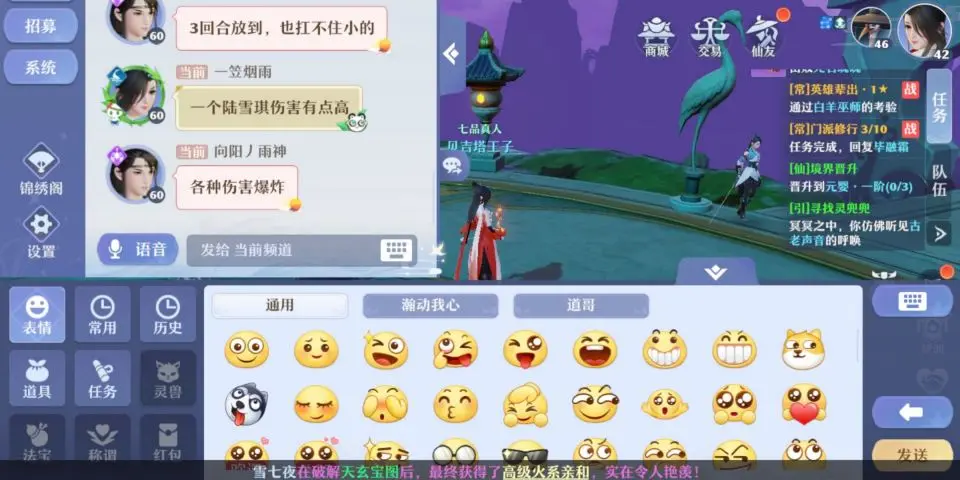 招募
系统
锦绣阁
设置
60
3回合放到，也扛不住小的
当前 一笠烟雨
60
一个陆雪琪伤害有点高
当前 向阳丿雨神
60
各种伤害爆炸
语音
发给 当前频道
七品真人
贝吉塔王子
商城
交易
仙友
46
42
[常]英雄辈出·1★
战
通过白羊巫师的考验
[常]门派修行 3/10
战
任务完成，回复毕融霜
[仙]境界晋升
晋升到元婴·一阶(0/3)
[引]寻找灵兜兜
冥冥之中，你仿佛听见古
老声音的呼唤
任务
队伍
表情
常用
历史
道具
任务
灵兽
法宝
称谓
红包
通用
瀚动我心
道哥
发送
雪七夜在破解天玄宝图后，最终获得了高级火系亲和，实在令人艳羡！